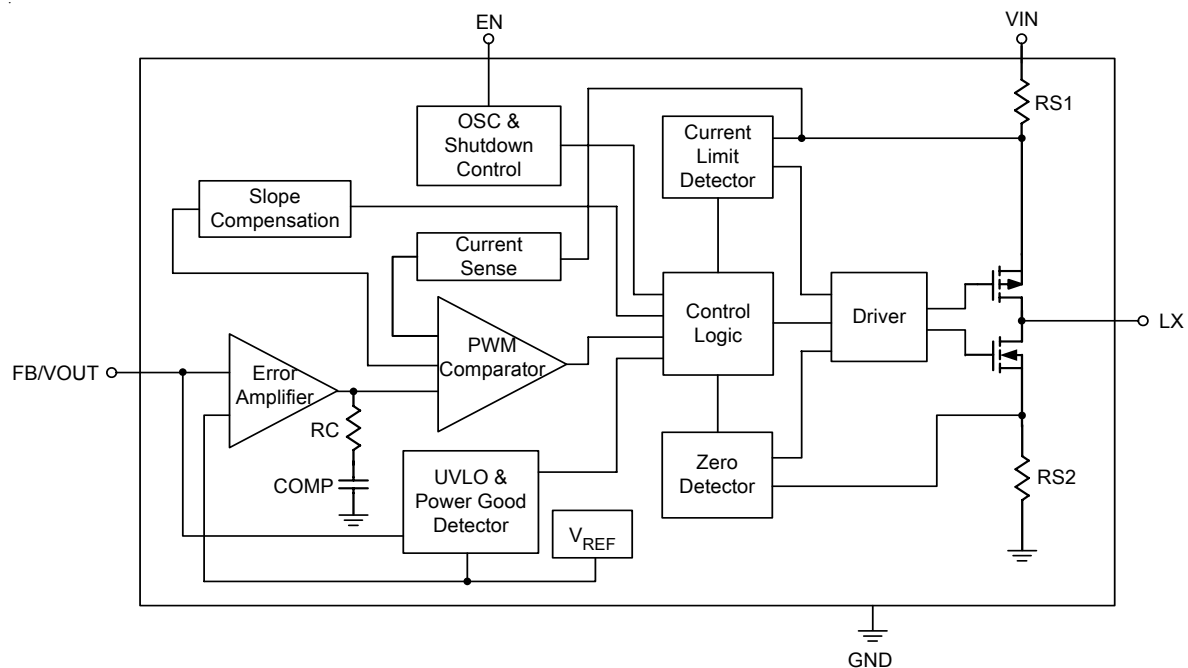 EN
VIN
RS1
OSC &
Shutdown
Control
Current
Limit
Detector
Slope
Compensation
Current
Sense
Control
Logic
Driver
LX
PWM
Comparator
FB/VOUT
Error
Amplifier
RC
COMP
UVLO &
Power Good
Detector
Zero
Detector
RS2
VREF
GND